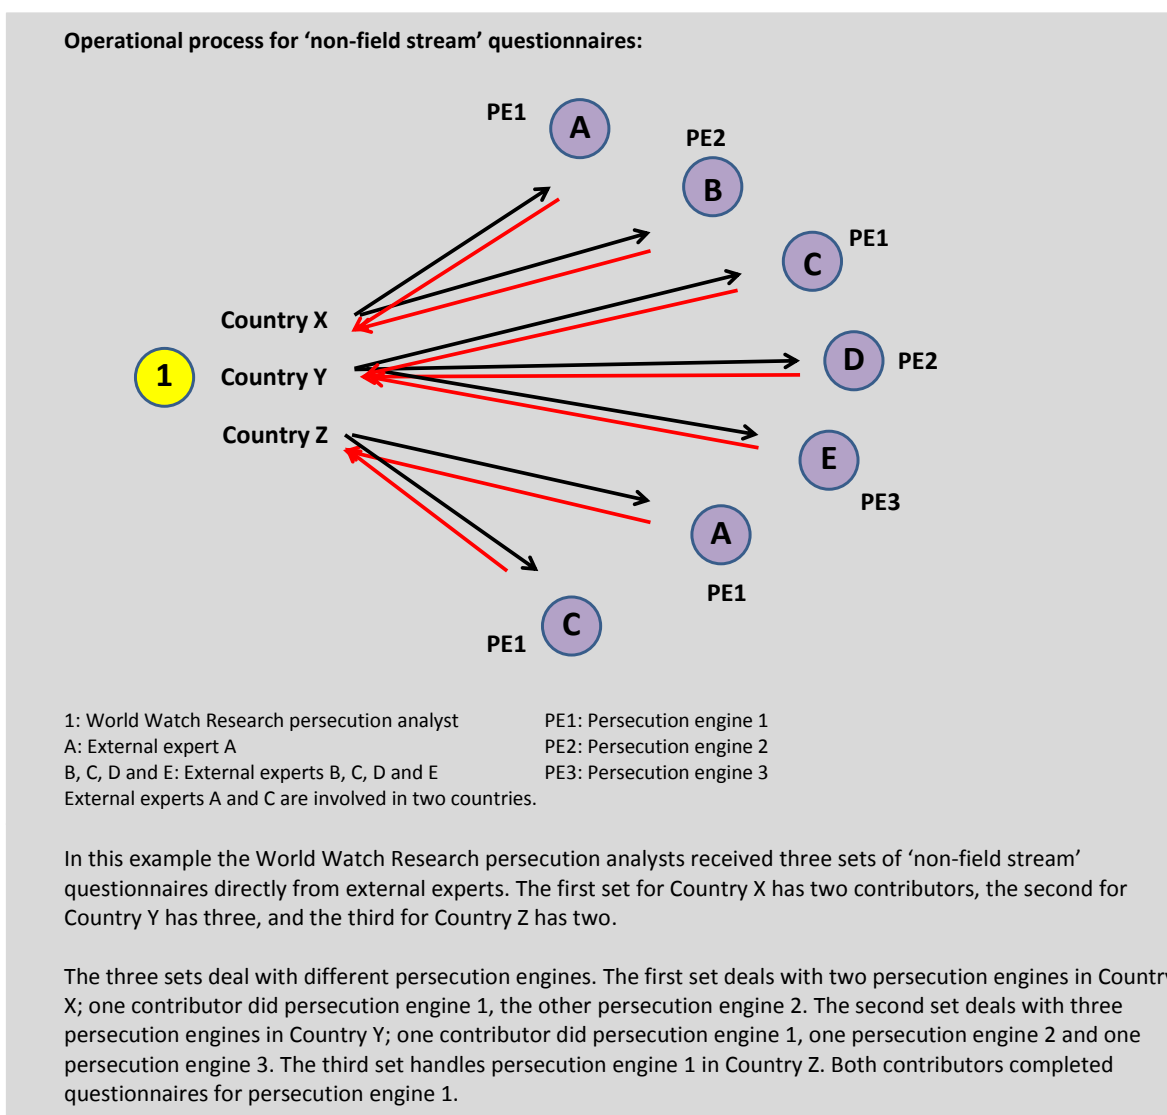 Operational process for ‘non-field stream’ questionnaires:
PE1
A
PE2
B
PE1
C
Country X
1
Country Y
D
PE2
Country Z
E
PE3
A
PE1
C
PE1
1: World Watch Research persecution analyst
PE1: Persecution engine 1
A: External expert A
PE2: Persecution engine 2
B, C, D and E: External experts B, C, D and E
PE3: Persecution engine 3
External experts A and C are involved in two countries.
In this example the World Watch Research persecution analysts received three sets of ‘non-field stream’
questionnaires directly from external experts. The first set for Country X has two contributors, the second for
Country Y has three, and the third for Country Z has two.
The three sets deal with different persecution engines. The first set deals with two persecution engines in Country
X; one contributor did persecution engine 1, the other persecution engine 2. The second set deals with three
persecution engines in Country Y; one contributor did persecution engine 1, one persecution engine 2 and one
persecution engine 3. The third set handles persecution engine 1 in Country Z. Both contributors completed
questionnaires for persecution engine 1.